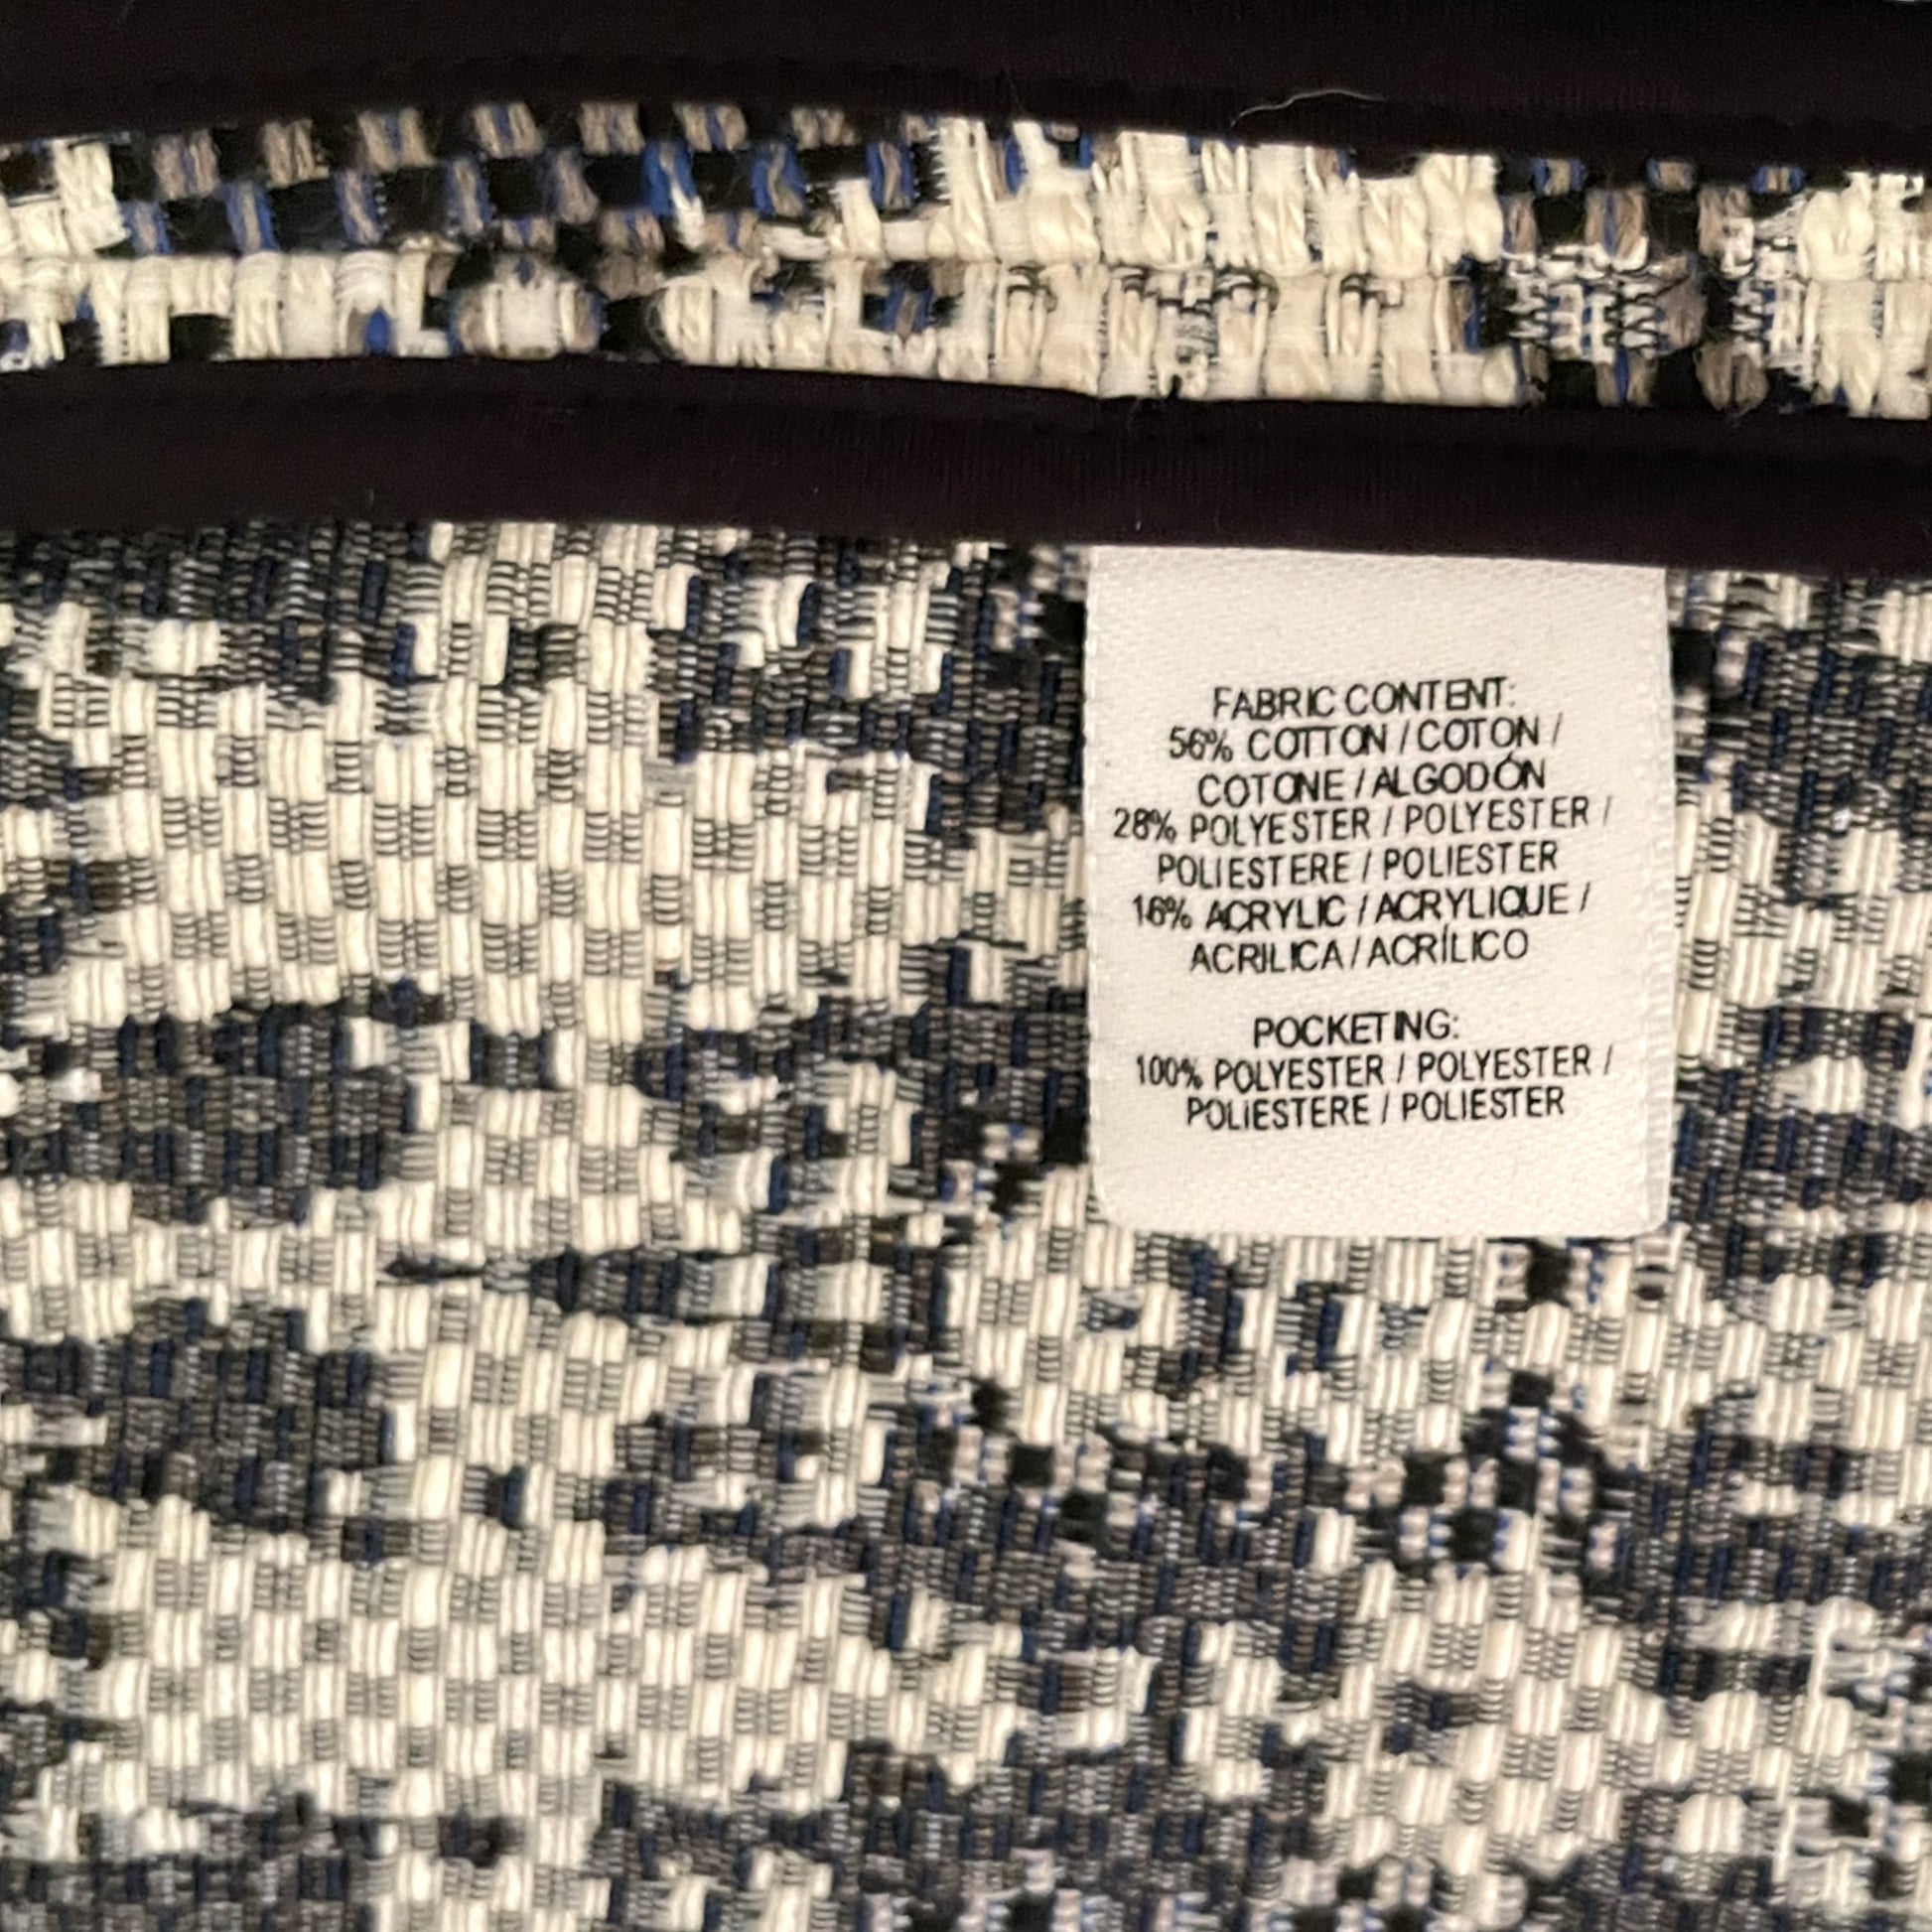 FABRIC CONTENT:
56% COTTON / COTON /
COTONE / ALGODÓN
28% POLYESTER / POLYESTER /
POLIESTERE / POLIESTER
16% ACRYLIC / ACRYLIQUE /
ACRILICA / ACRÍLICO
POCKETING:
100% POLYESTER / POLYESTER /
POLIESTERE / POLIESTER